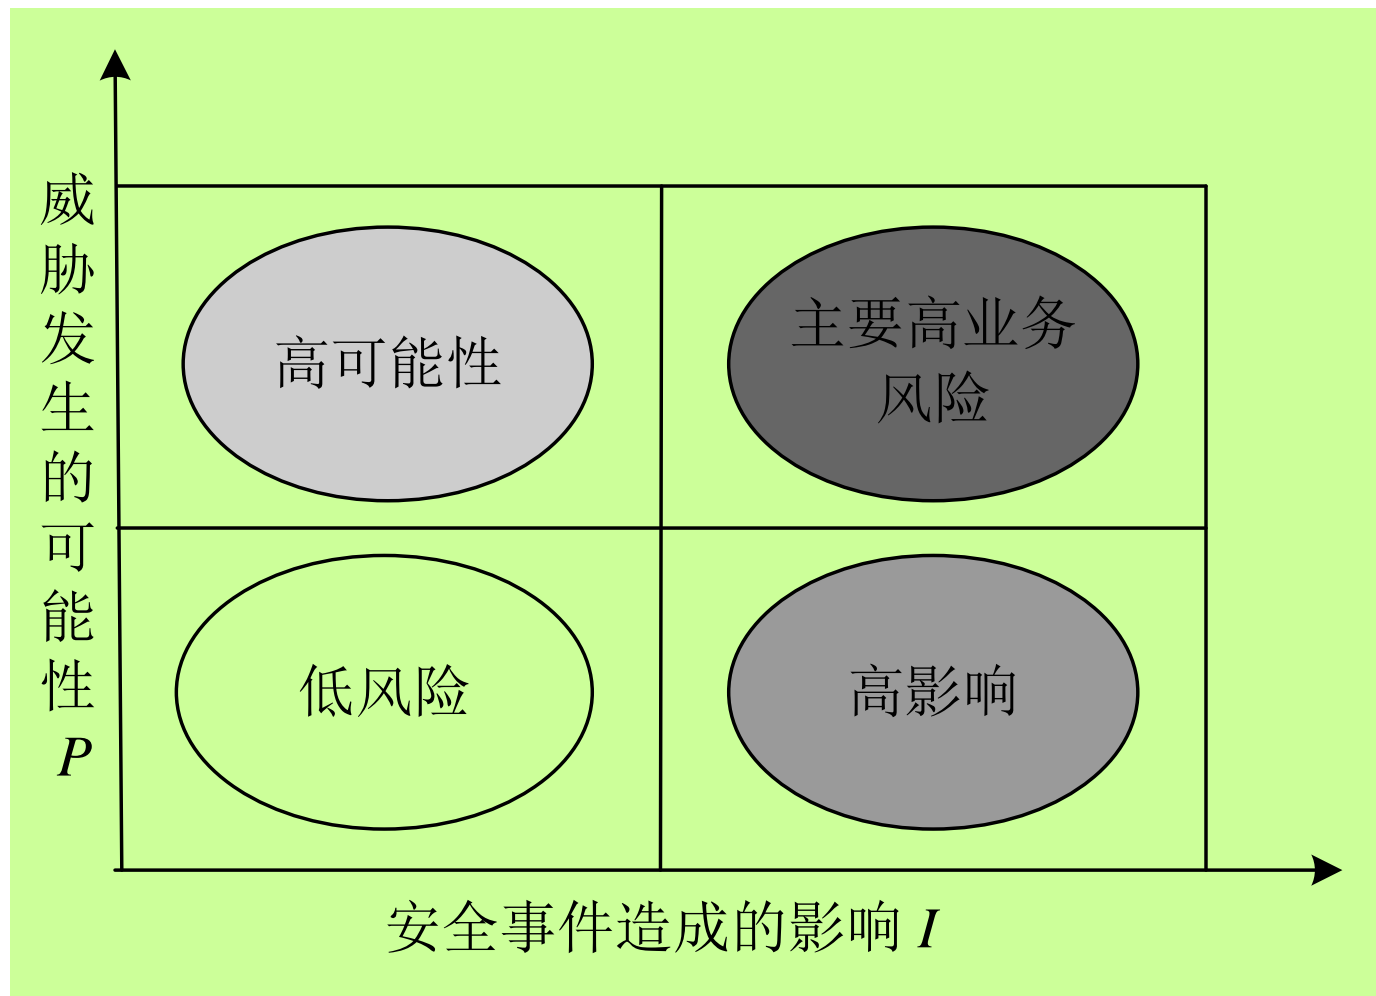 威胁发生的可能性P
高可能性
主要高业务
风险
低风险
高影响
安全事件造成的影响 I